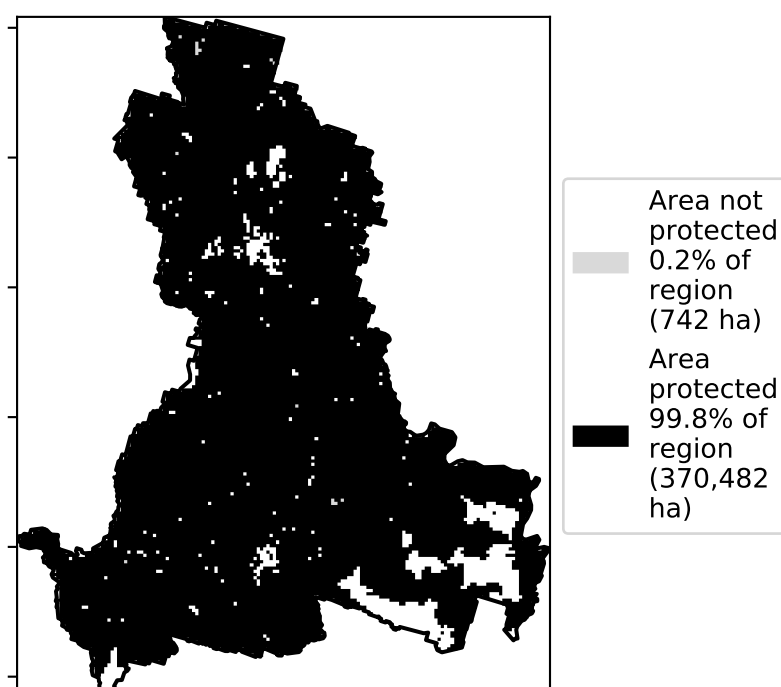 Area not
protected
0.2% of
region
(742 ha)
Area
protected
99.8% of
region
(370,482
ha)